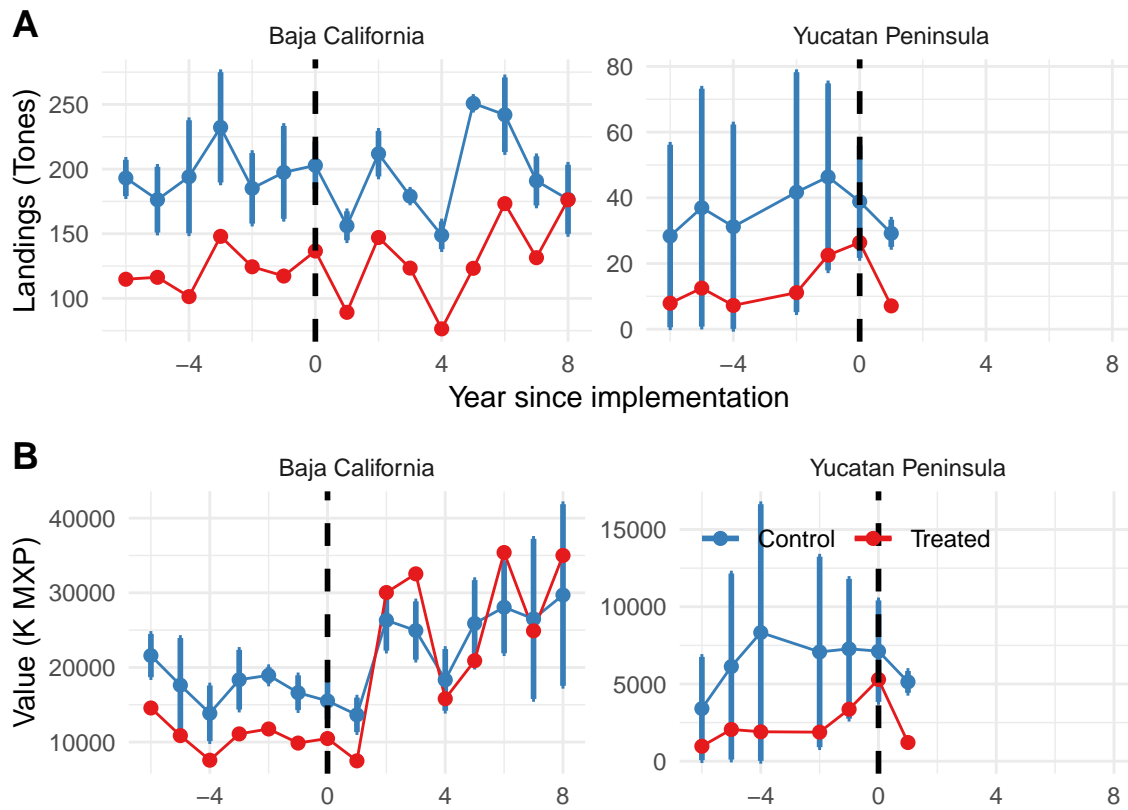 A
Baja California
Yucatan Peninsula
Landings (Tones)
250
200
150
100
80
60
40
20
0
−4 0 4 8
−4 0 4 8
Year since implementation
B
Baja California
Yucatan Peninsula
Value (K MXP)
40000
30000
20000
10000
15000
10000
5000
0
Control Treated
−4 0 4 8
−4 0 4 8